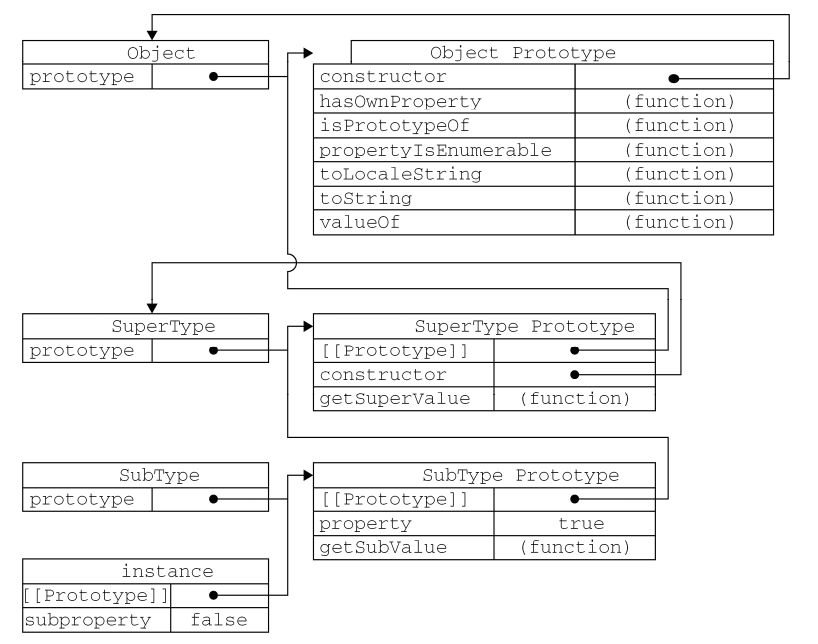 Object
prototype
Object Prototype
constructor
hasOwnProperty (function)
isPrototypeOf (function)
propertyIsEnumerable (function)
toLocaleString (function)
toString (function)
valueOf (function)
SuperType
prototype
SuperType Prototype
[[Prototype]]
constructor
getSuperValue (function)
SubType
prototype
SubType Prototype
[[Prototype]]
property true
getSubValue (function)
instance
[[Prototype]]
subproperty false